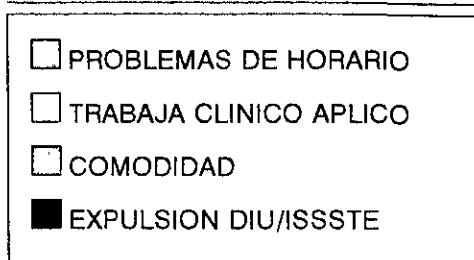 PROBLEMAS DE HORARIO
TRABAJA CLINICO APLICO
COMODIDAD
EXPULSION DIU/ISSSTE